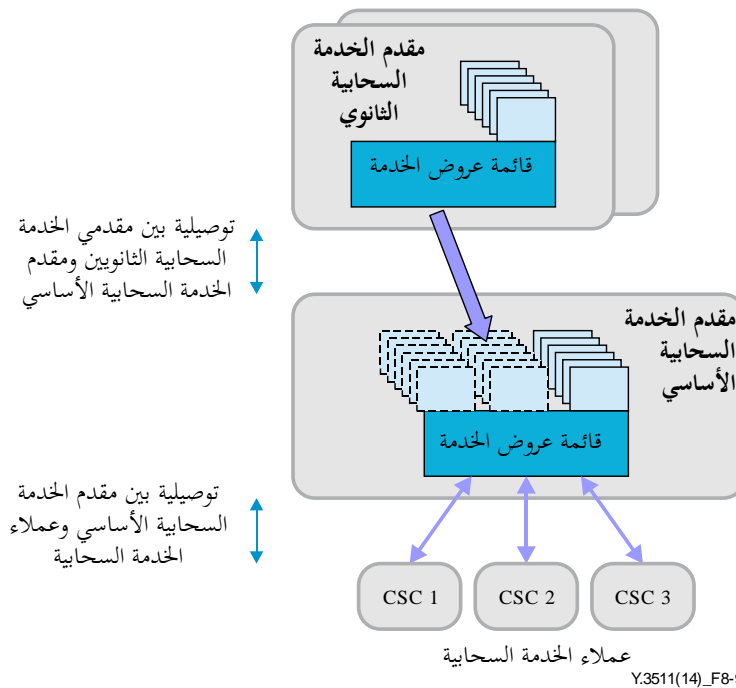 مقدم الخدمة
السحابية
الثانوي
قائمة عروض الخدمة
توصيلية بين مقدمي الخدمة
السحابية الثانويين ومقدم
الخدمة السحابية الأساسي
مقدم الخدمة
السحابية
الأساسي
قائمة عروض الخدمة
توصيلية بين مقدم الخدمة
السحابية الأساسي وعملاء
الخدمة السحابية
CSC 1
CSC 2
CSC 3
عملاء الخدمة السحابية
Y.3511(14)_F8-9